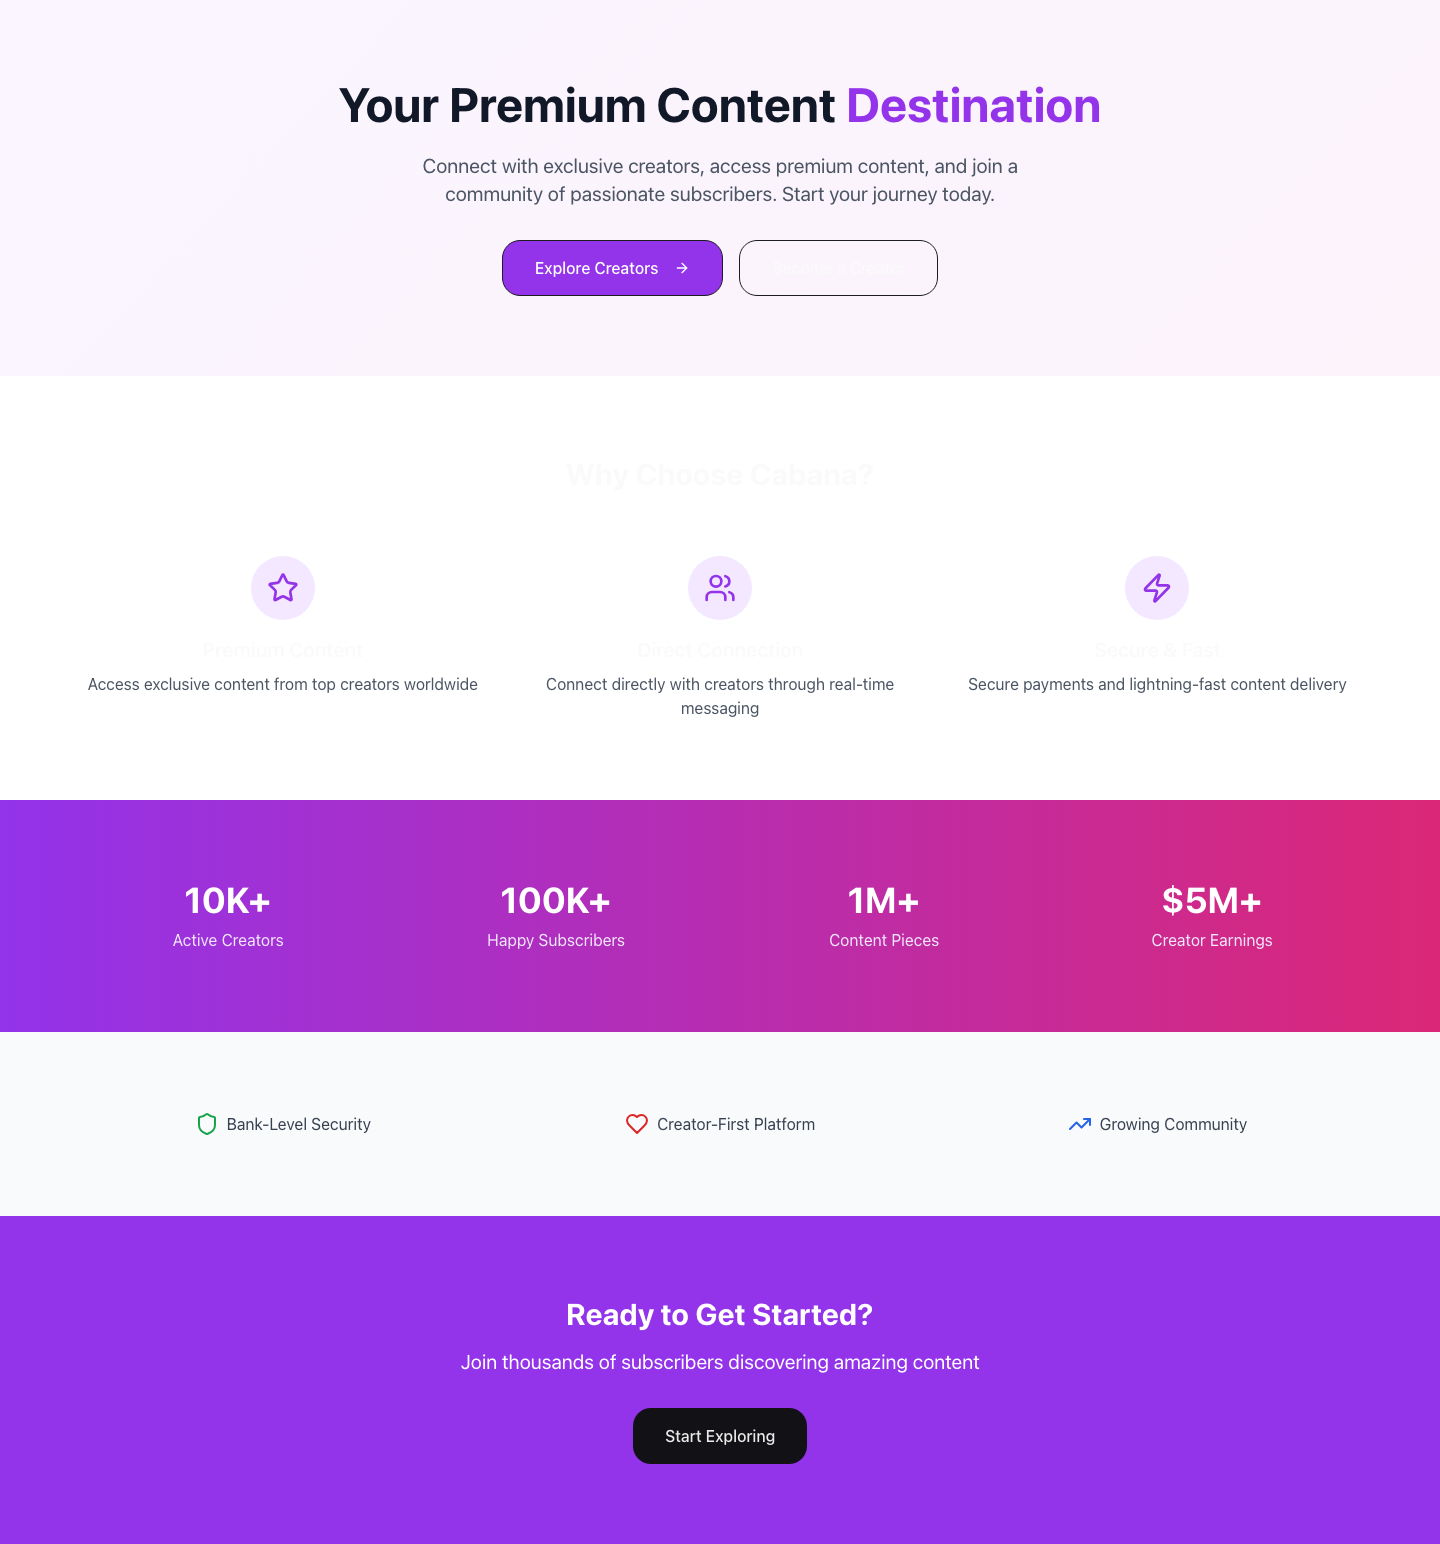 Your Premium Content Destination
Connect with exclusive creators, access premium content, and join a
community of passionate subscribers. Start your journey today.
Explore Creators
Become a Creator
Why Choose Cabana?
Premium Content
Direct Connection
Secure & Fast
Access exclusive content from top creators worldwide
Connect directly with creators through real-time
messaging
Secure payments and lightning-fast content delivery
10K+
100K+
1M+
$5M+
Active Creators
Happy Subscribers
Content Pieces
Creator Earnings
Bank-Level Security
Creator-First Platform
Growing Community
Ready to Get Started?
Join thousands of subscribers discovering amazing content
Start Exploring